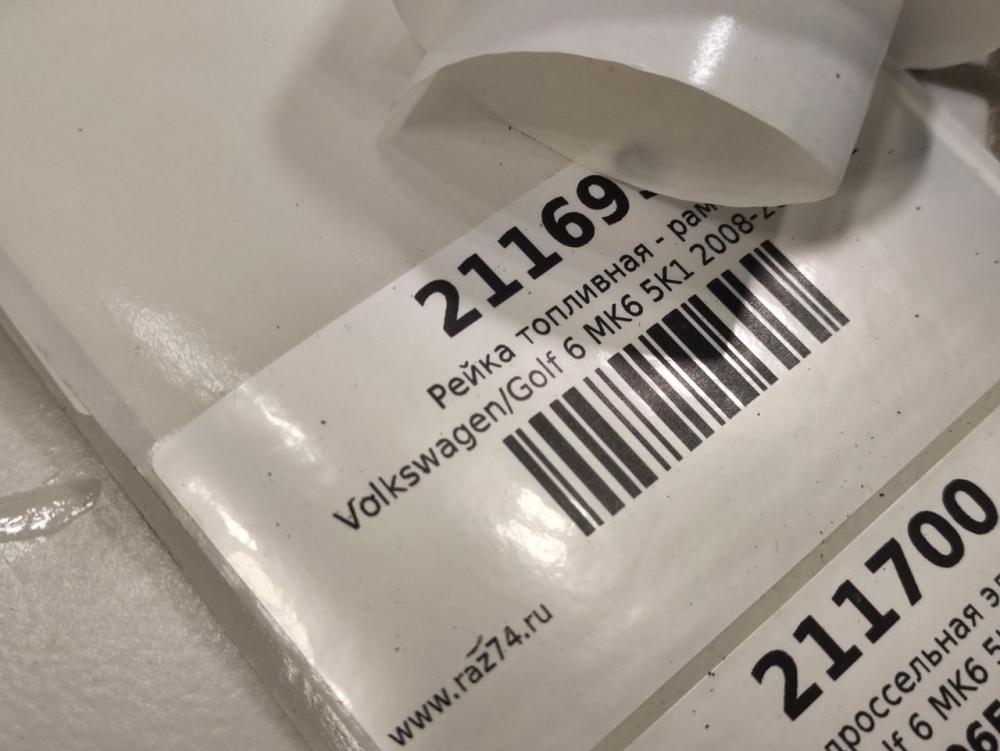 21169
Рейка топливная - рам
Volkswagen/Golf 6 MK6 5K1 2008-2
www.raz74.ru
211700
дроссельная эл
lf 6 MK6 5